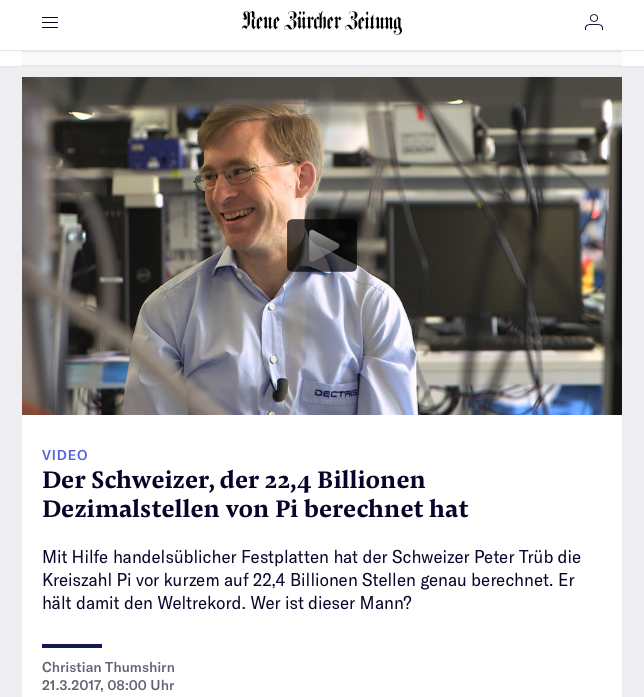 Neue Zürcher Zeitung
DECTRIS
VIDEO
Der Schweizer, der 22,4 Billionen
Dezimalstellen von Pi berechnet hat
Mit Hilfe handelsüblicher Festplatten hat der Schweizer Peter Trüb die
Kreiszahl Pi vor kurzem auf 22,4 Billionen Stellen genau berechnet. Er
hält damit den Weltrekord. Wer ist dieser Mann?
Christian Thumshirn
21.3.2017, 08:00 Uhr